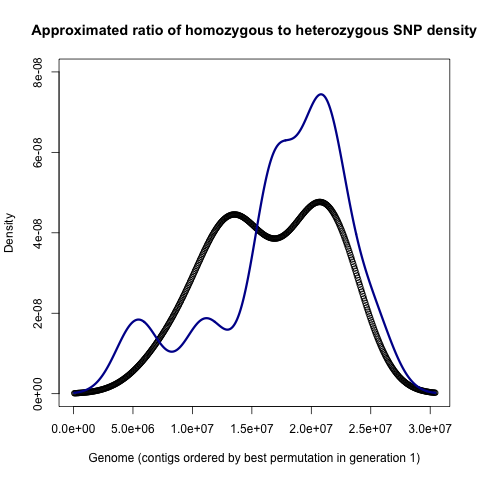 Approximated ratio of homozygous to heterozygous SNP density
8e-08
6e-08
4e-08
2e-08
0e+00
Density
0.0e+00 5.0e+06 1.0e+07 1.5e+07 2.0e+07 2.5e+07 3.0e+07
Genome (contigs ordered by best permutation in generation 1)